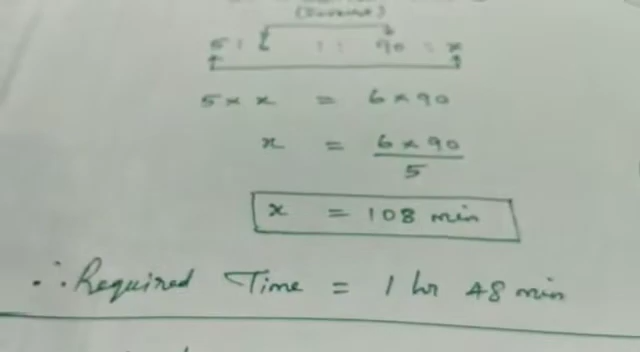 5 : 6 :: 90 : x
5 × x = 6 × 90
x = 6 × 90 / 5
x = 108 min
∴ Required Time = 1 hr 48 min